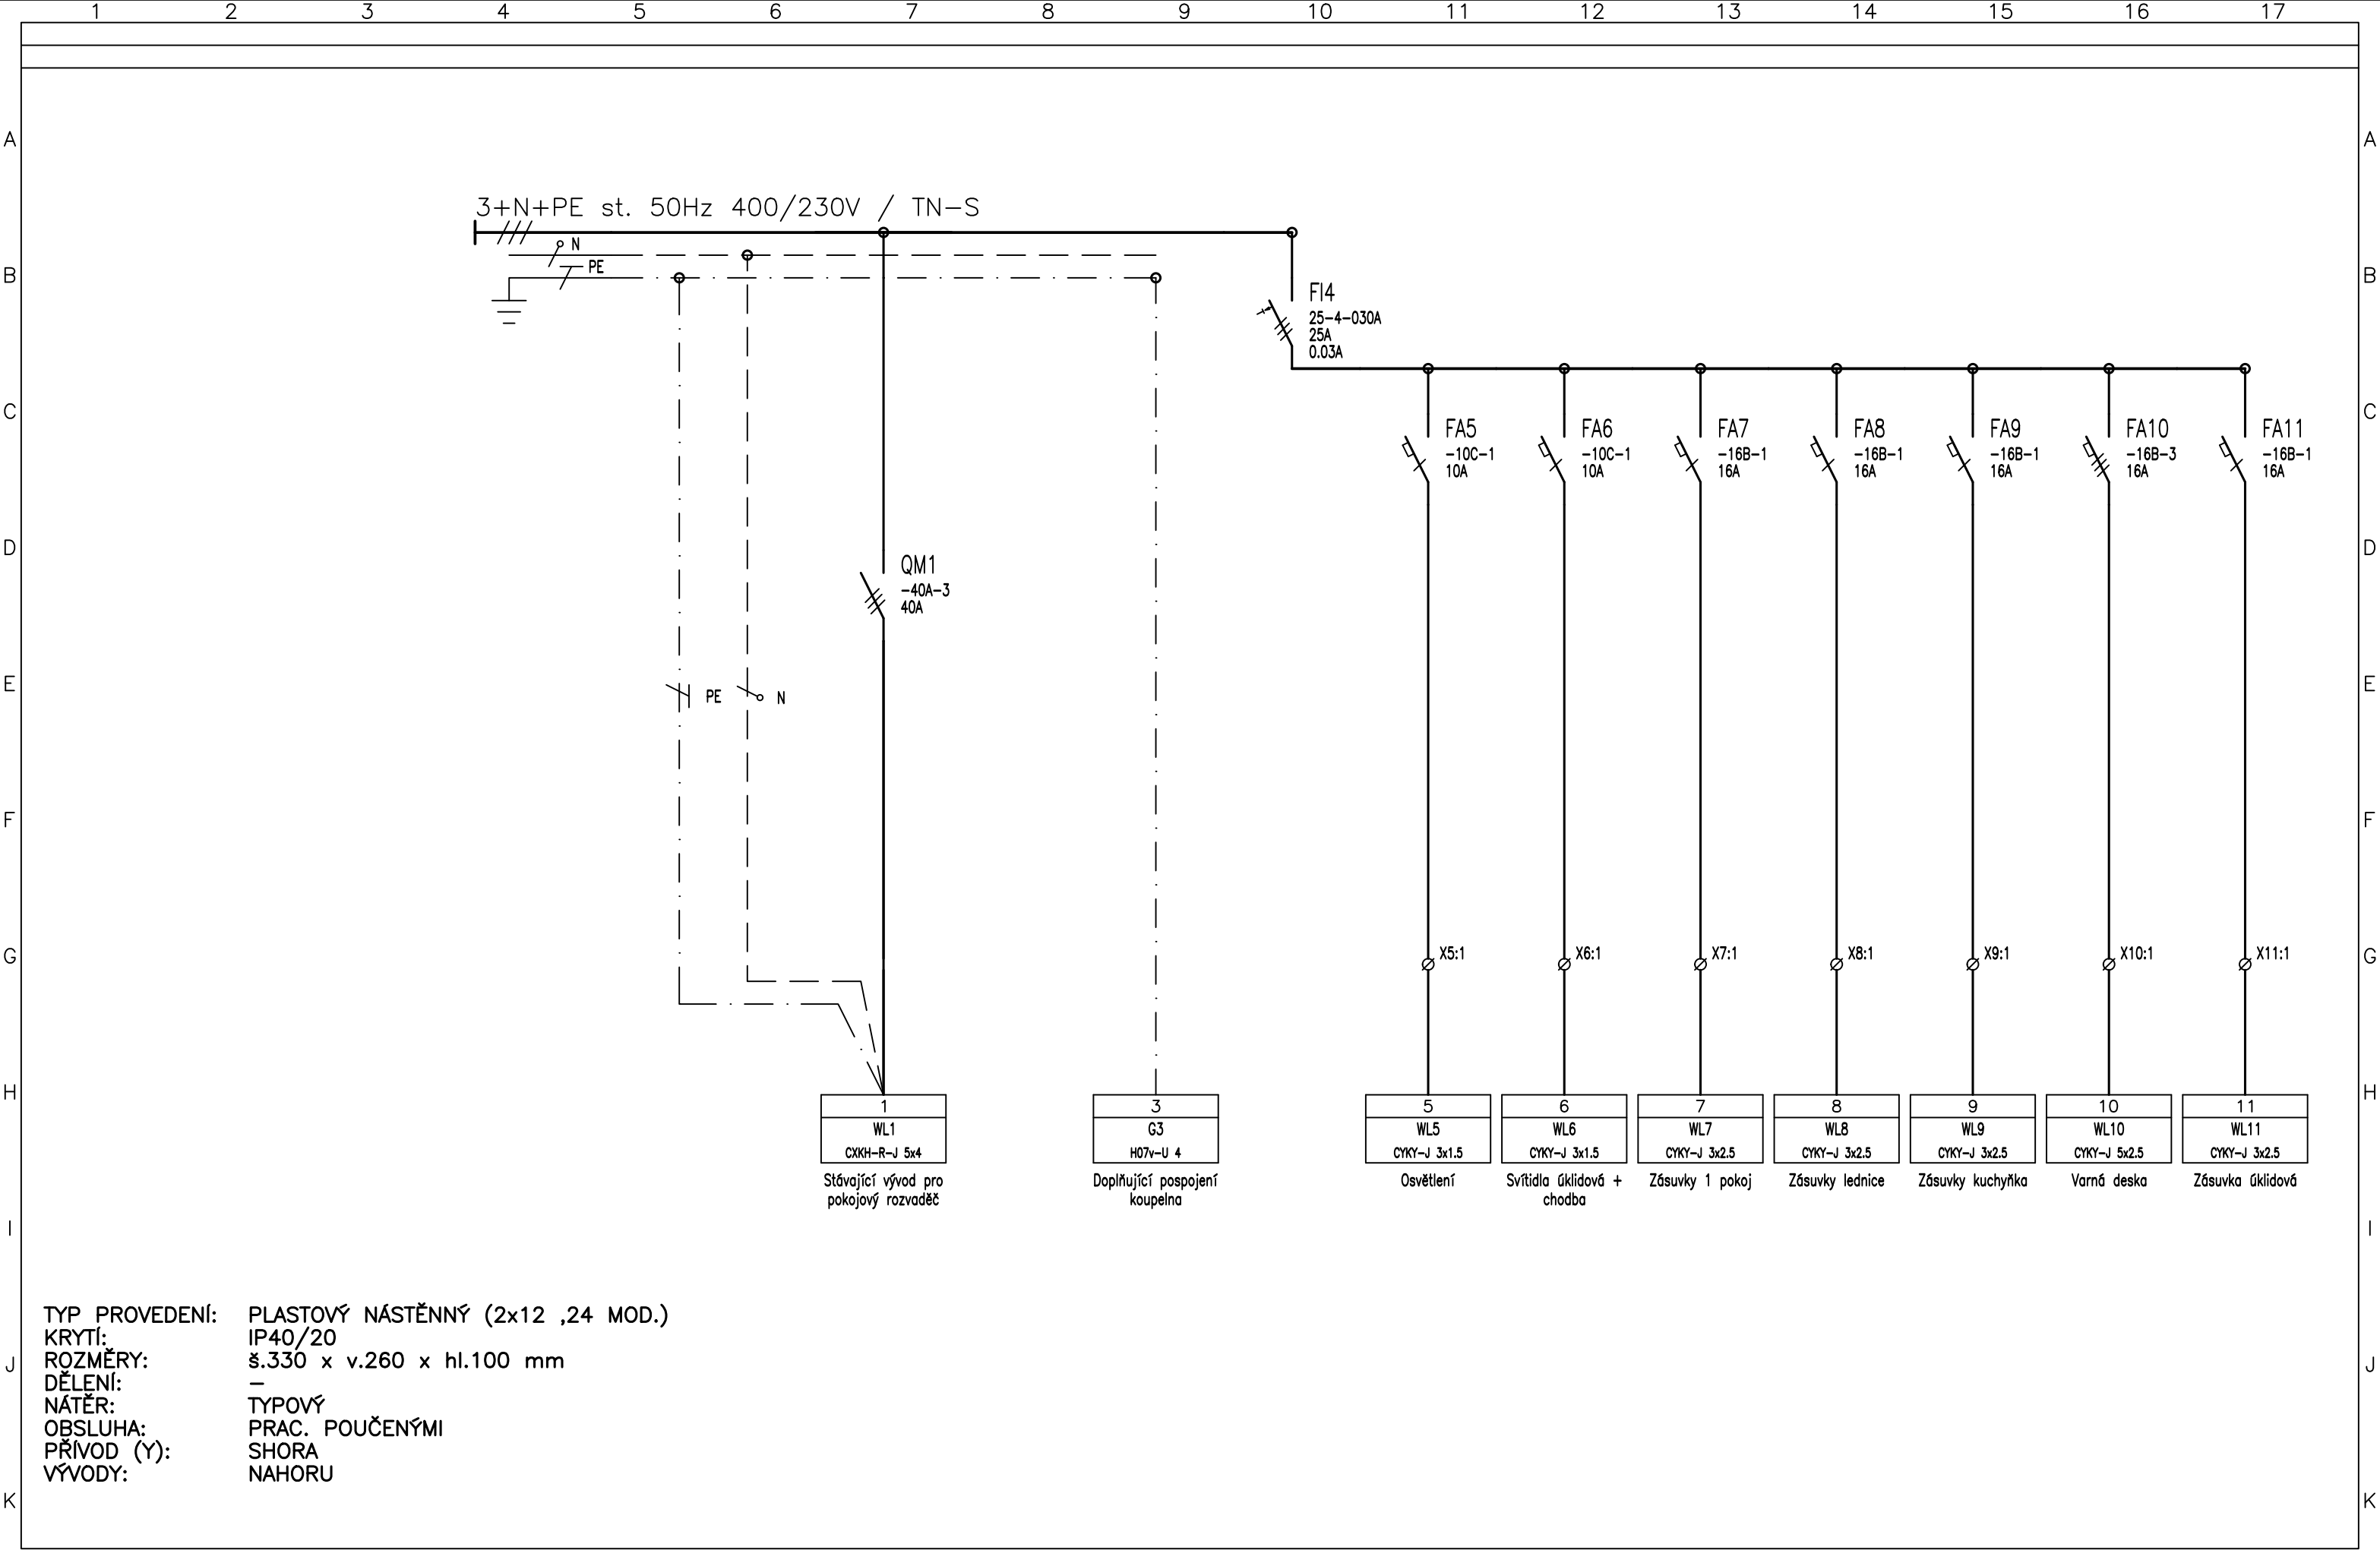 1 2 3 4 5 6 7 8 9 10 11 12 13 14 15 16 17
A A
3+N+PE st. 50Hz 400/230V / TN-S
N
PE
B B
FI4
25-4-030A
25A
0.03A
C C
FA5 FA6 FA7 FA8 FA9 FA10 FA11
-10C-1 -10C-1 -16B-1 -16B-1 -16B-1 -16B-3 -16B-1
10A 10A 16A 16A 16A 16A 16A
D D
QM1
-40A-3
40A
E E
PE N
F F
G G
X5:1 X6:1 X7:1 X8:1 X9:1 X10:1 X11:1
H H
1 3 5 6 7 8 9 10 11
WL1 G3 WL5 WL6 WL7 WL8 WL9 WL10 WL11
CXKH-R-J 5x4 H07v-U 4 CYKY-J 3x1.5 CYKY-J 3x1.5 CYKY-J 3x2.5 CYKY-J 3x2.5 CYKY-J 3x2.5 CYKY-J 5x2.5 CYKY-J 3x2.5
Stávající vývod pro Doplňující pospojení Osvětlení Svítidla úklidová + Zásuvky 1 pokoj Zásuvky lednice Zásuvky kuchyňka Varná deska Zásuvka úklidová
pokojový rozvaděč koupelna chodba
I I
TYP PROVEDENÍ: PLASTOVÝ NÁSTĚNNÝ (2x12 ,24 MOD.)
KRYTÍ: IP40/20
ROZMĚRY: š.330 x v.260 x hl.100 mm
J J
DĚLENÍ: -
NÁTĚR: TYPOVÝ
OBSLUHA: PRAC. POUČENÝMI
PŘÍVOD (Y): SHORA
VÝVODY: NAHORU
K K